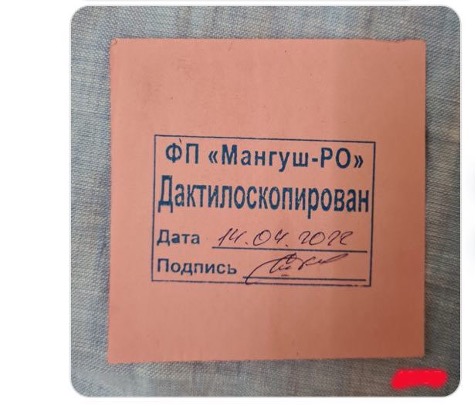 ФП «Мангуш-РО»
Дактилоскопирован
Дата 14.04.2022
Подпись